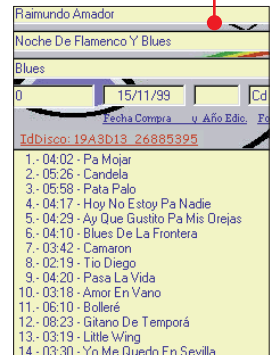 Raimundo Amador
Noche De Flamenco Y Blues
Blues
0 15/11/99 Cd
Fecha Compra y Año Edic. Fo
IdDisco: 19A3D13 26885395
1.- 04:02 - Pa Mojar
2.- 05:26 - Candela
3.- 05:58 - Pata Palo
4.- 04:17 - Hoy No Estoy Pa Nadie
5.- 04:29 - Ay Que Gustito Pa Mis Orejas
6.- 04:10 - Blues De La Frontera
7.- 03:42 - Camaron
8.- 02:19 - Tio Diego
9.- 04:20 - Pasa La Vida
10.- 03:18 - Amor En Vano
11.- 06:10 - Bolleré
12.- 08:23 - Gitano De Temporá
13.- 03:19 - Little Wing
14.- 03:30 - Yo Me Quedo En Sevilla